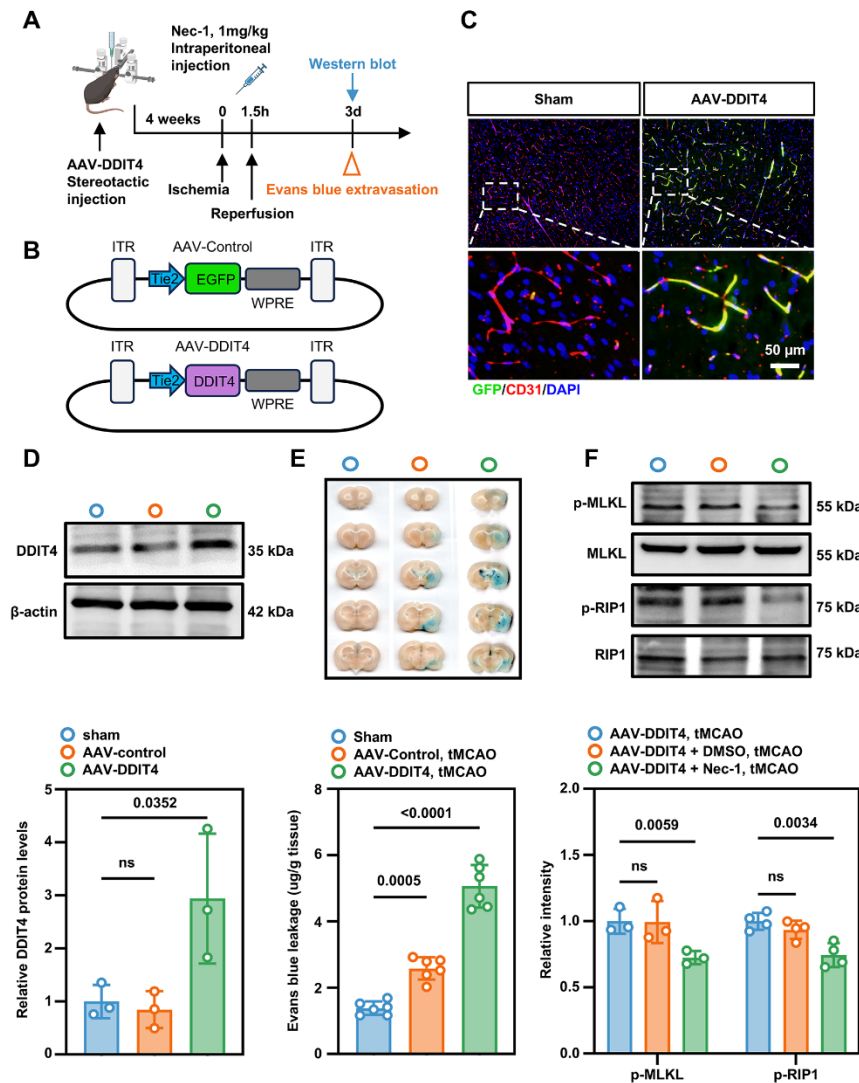 A
Nec-1, 1mg/kg
Intraperitoneal
injection
Western blot
4 weeks
0
1.5h
3d
AAV-DDIT4
Stereotactic
injection
Ischemia
Reperfusion
Evans blue extravasation
B
ITR
AAV-Control
ITR
Tie2
EGFP
WPRE
ITR
AAV-DDIT4
ITR
Tie2
DDIT4
WPRE
C
Sham
AAV-DDIT4
50 μm
GFP/CD31/DAPI
D
DDIT4
35 kDa
β-actin
42 kDa
sham
AAV-control
AAV-DDIT4
Relative DDIT4 protein levels
5
4
3
2
1
0
0.0352
ns
E
Sham
AAV-Control, tMCAO
AAV-DDIT4, tMCAO
Evans blue leakage (ug/g tissue)
8
6
4
2
0
<0.0001
0.0005
F
p-MLKL
55 kDa
MLKL
55 kDa
p-RIP1
75 kDa
RIP1
75 kDa
AAV-DDIT4, tMCAO
AAV-DDIT4 + DMSO, tMCAO
AAV-DDIT4 + Nec-1, tMCAO
Relative intensity
2.0
1.5
1.0
0.5
0.0
0.0059
ns
0.0034
ns
p-MLKL
p-RIP1